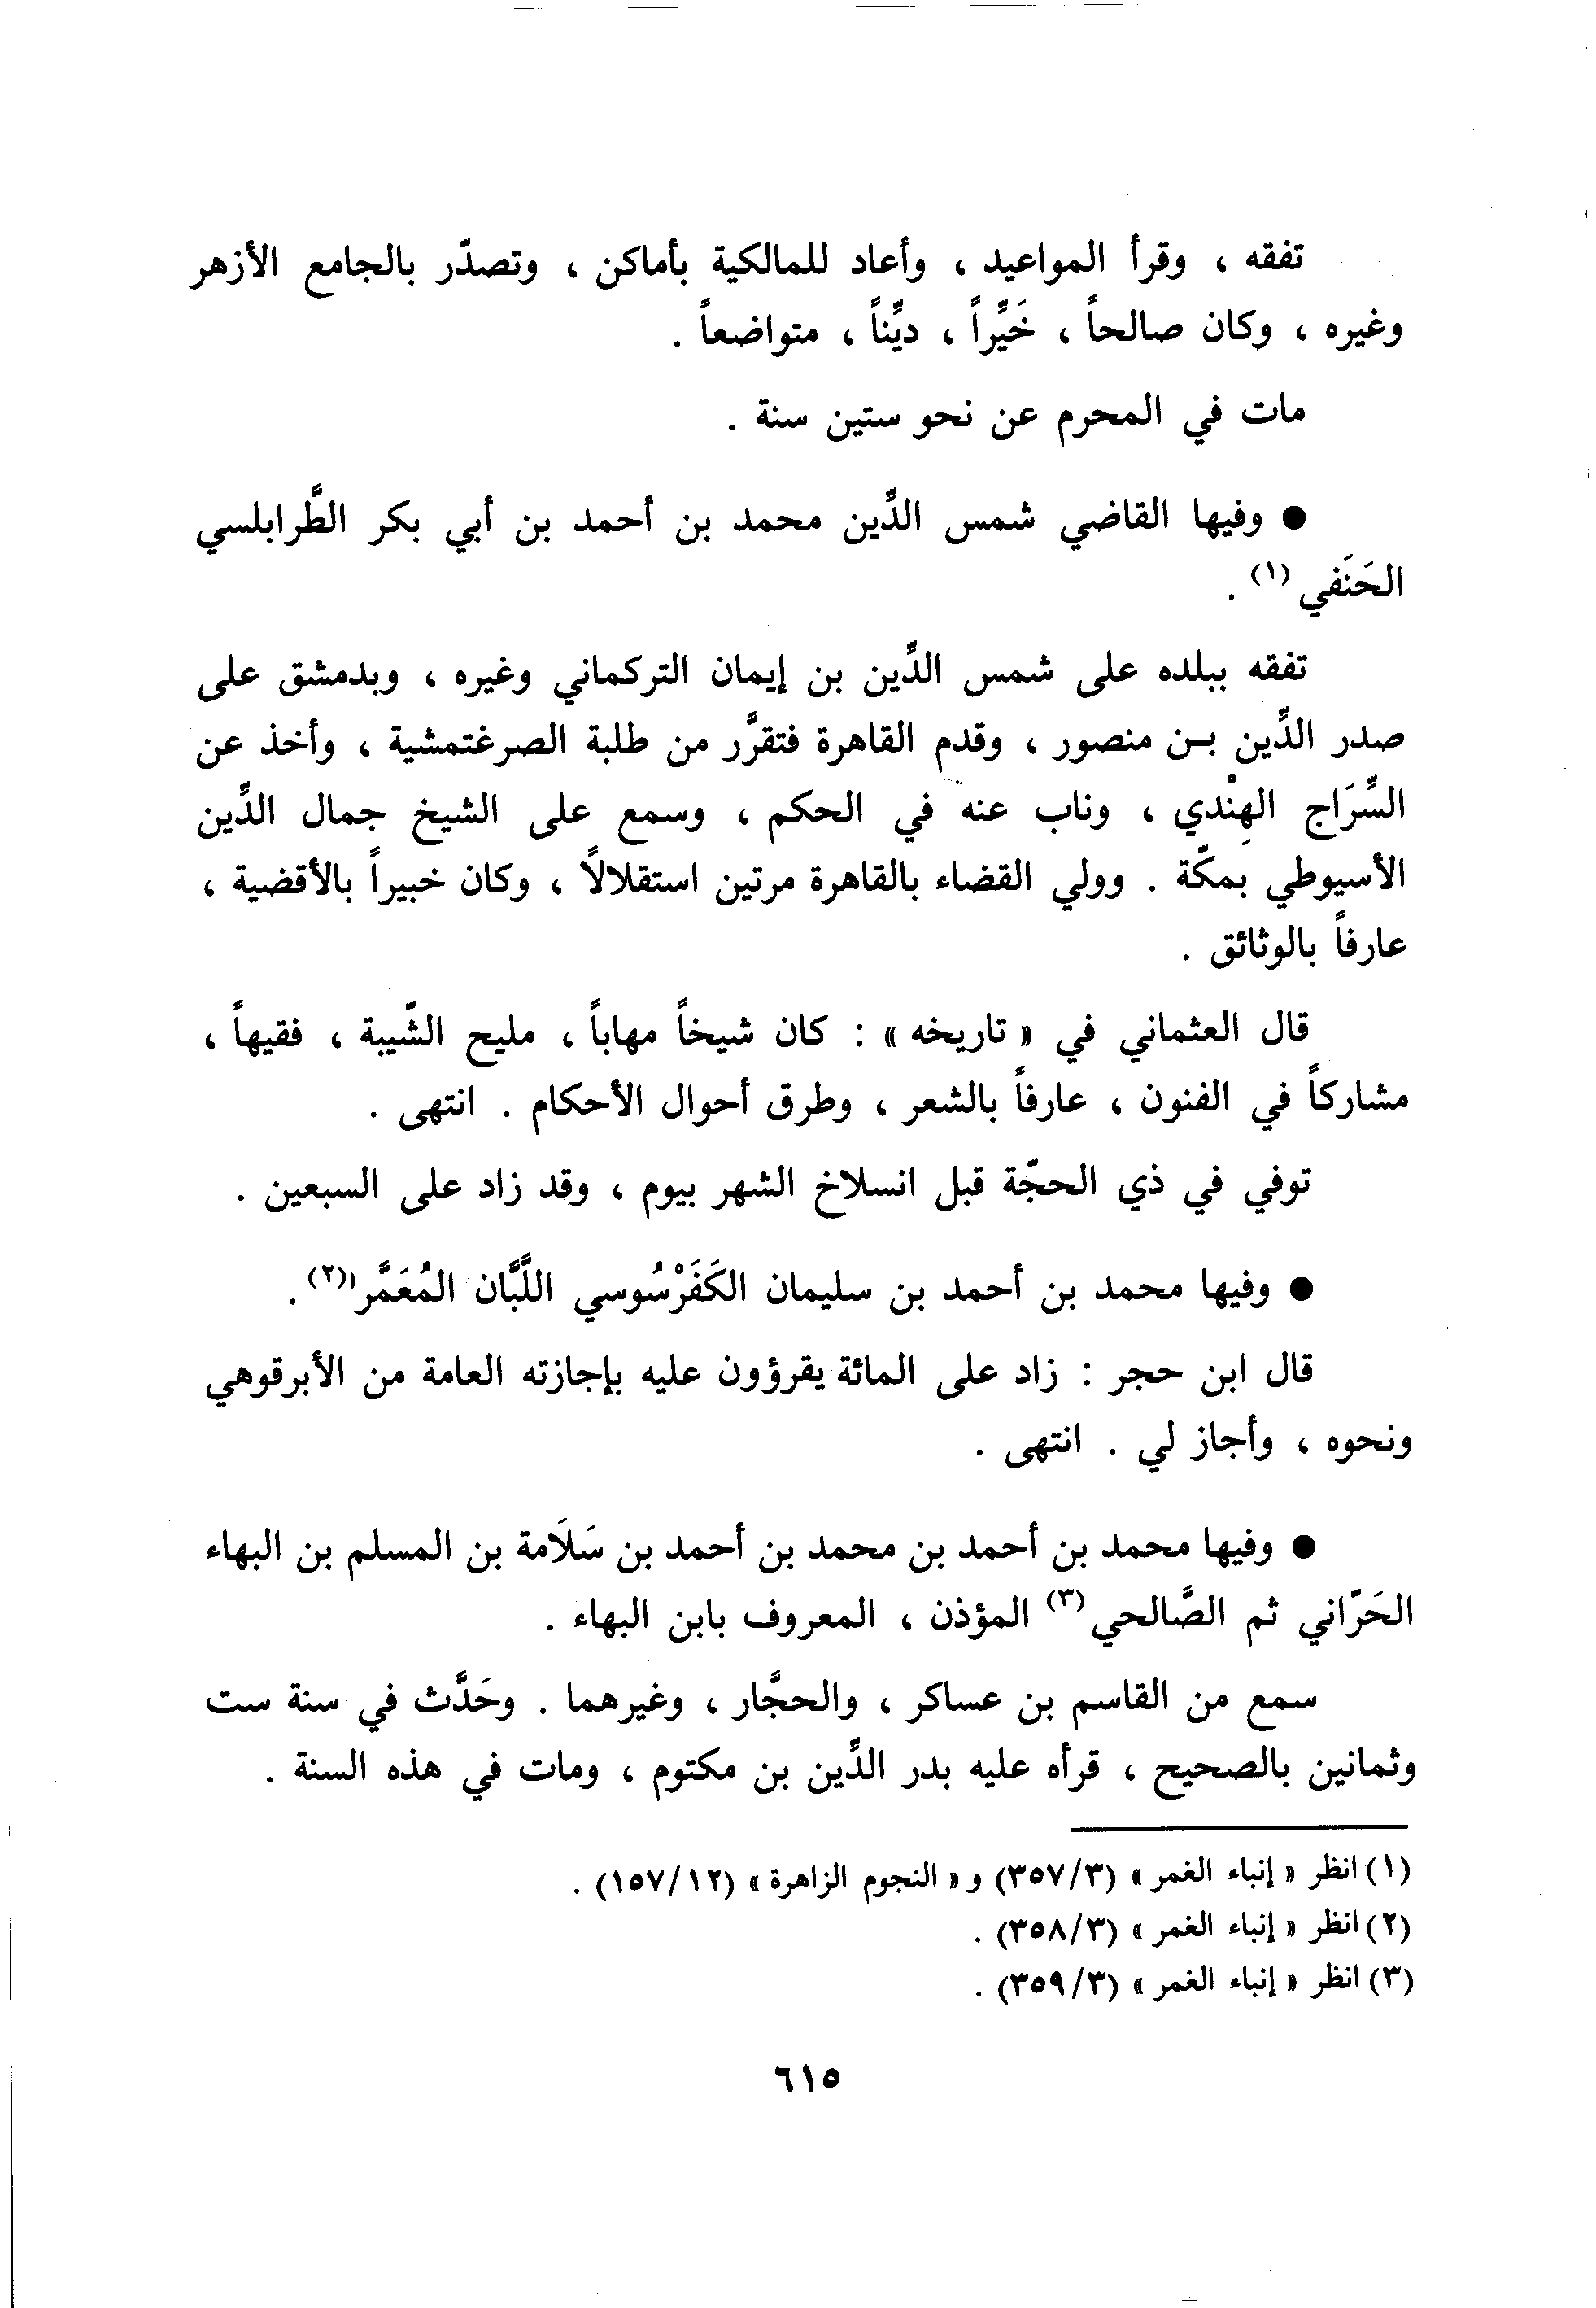 تفقه ، وقرأ المواعيد ، وأعاد للمالكية بأماكن ، وتصدّر بالجامع الأزهر
وغيره ، وكان صالحاً ، خَيِّراً ، ديِّناً ، متواضعاً .
مات في المحرم عن نحو ستين سنة .
● وفيها القاضي شمس الدِّين محمد بن أحمد بن أبي بكر الطَّرابلسي
الحَنَفي (١) .
تفقه ببلده على شمس الدِّين بن إيمان التركماني وغيره ، وبدمشق على
صدر الدِّين بـن منصور ، وقدم القاهرة فتقرَّر من طلبة الصرغتمشية ، وأخذ عن
السِّرَاج الهِنْدي ، وناب عنه في الحكم ، وسمع على الشيخ جمال الدِّين
الأسيوطي بمكّة . وولي القضاء بالقاهرة مرتين استقلالاً ، وكان خبيراً بالأقضية ،
عارفاً بالوثائق .
قال العثماني في « تاريخه » : كان شيخاً مهاباً ، مليح الشّيبة ، فقيهاً ،
مشاركاً في الفنون ، عارفاً بالشعر ، وطرق أحوال الأحكام . انتهى .
توفي في ذي الحجّة قبل انسلاخ الشهر بيوم ، وقد زاد على السبعين .
● وفيها محمد بن أحمد بن سليمان الكَفَرْسُوسي اللَّبَّان المُعَمَّر (٢) .
قال ابن حجر : زاد على المائة يقرؤون عليه بإجازته العامة من الأبرقوهي
ونحوه ، وأجاز لي . انتهى .
● وفيها محمد بن أحمد بن محمد بن أحمد بن سَلَامة بن المسلم بن البهاء
الحَرّاني ثم الصَّالحي (٣) المؤذن ، المعروف بابن البهاء .
سمع من القاسم بن عساكر ، والحجَّار ، وغيرهما . وحَدَّث في سنة ست
وثمانين بالصحيح ، قرأه عليه بدر الدِّين بن مكتوم ، ومات في هذه السنة .
(١) انظر « إنباء الغمر » (٣/٣٥٧) و « النجوم الزاهرة » (١٢/١٥٧) .
(٢) انظر « إنباء الغمر » (٣/٣٥٨) .
(٣) انظر « إنباء الغمر » (٣/٣٥٩) .
٦١٥